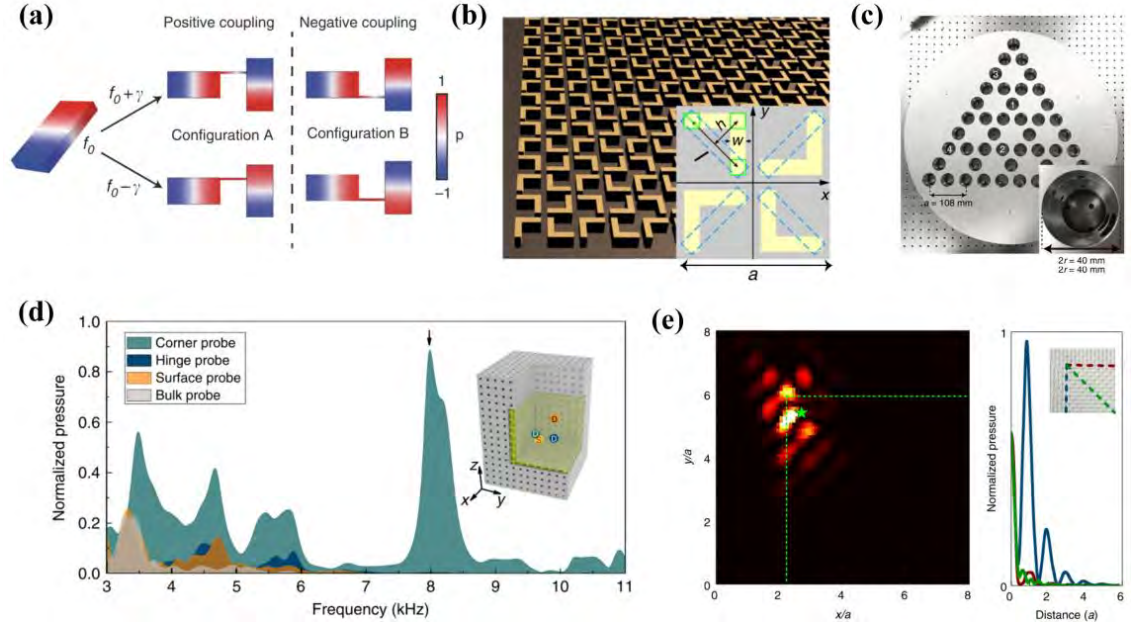 (a)
Positive coupling
Negative coupling
f₀+γ
f₀
f₀−γ
Configuration A
Configuration B
1
p
−1
(b)
y
h
w
l
x
a
(c)
3
1
4
2
a = 108 mm
2r = 40 mm
2r = 40 mm
(d)
1.0
0.8
0.6
0.4
0.2
0.0
Normalized pressure
Corner probe
Hinge probe
Surface probe
Bulk probe
z
x
y
3
4
5
6
7
8
9
10
11
Frequency (kHz)
(e)
8
6
4
2
0
y/a
0
2
4
6
8
x/a
1
0
Normalized pressure
0
2
4
6
Distance (a)